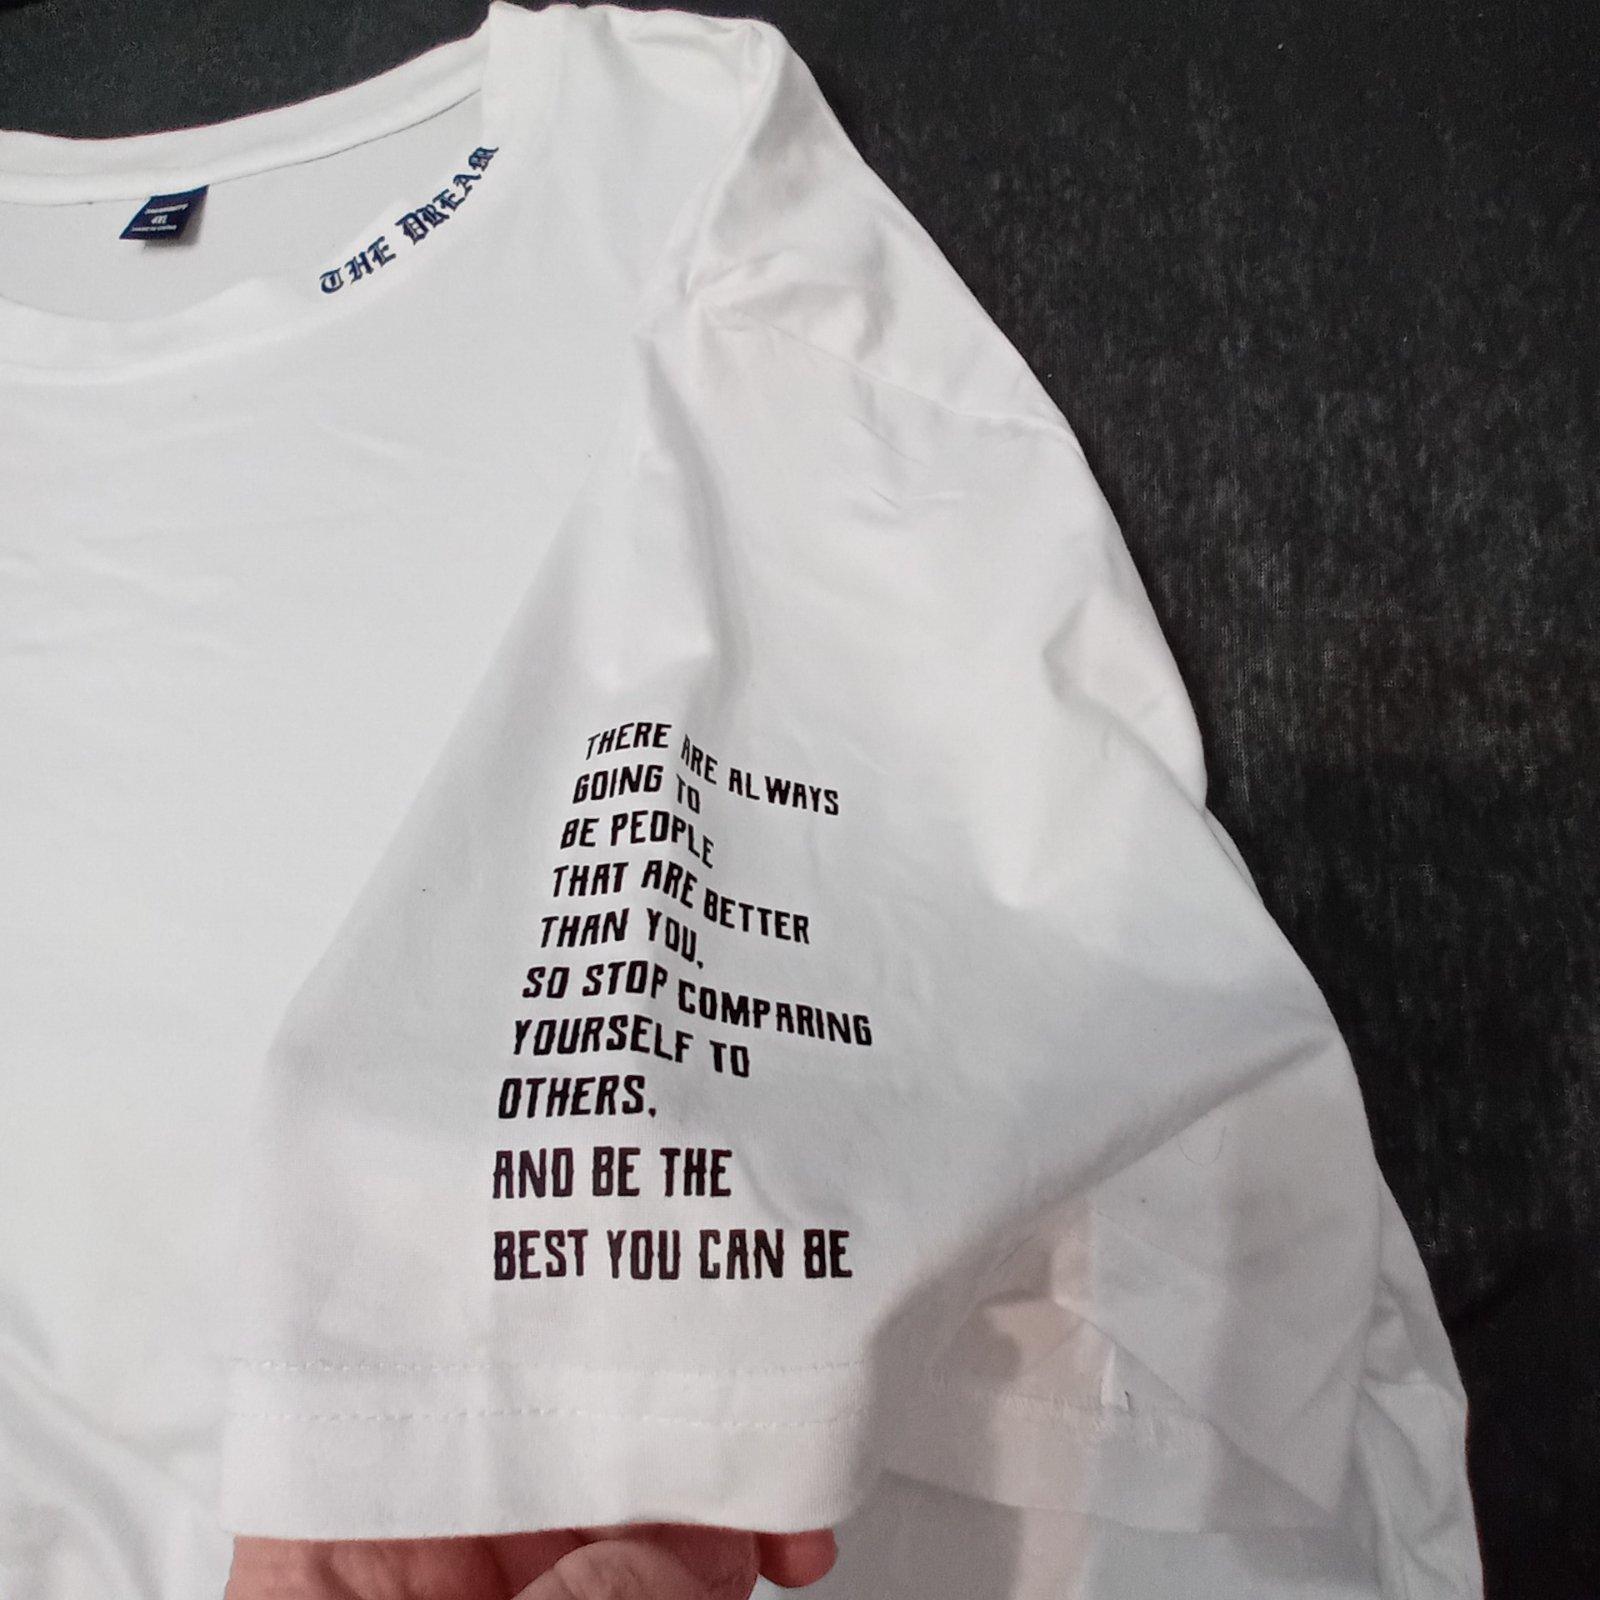 THE DREAM
4XL
THERE ARE ALWAYS
GOING TO
BE PEOPLE
THAT ARE BETTER
THAN YOU.
SO STOP COMPARING
YOURSELF TO
OTHERS.
AND BE THE
BEST YOU CAN BE